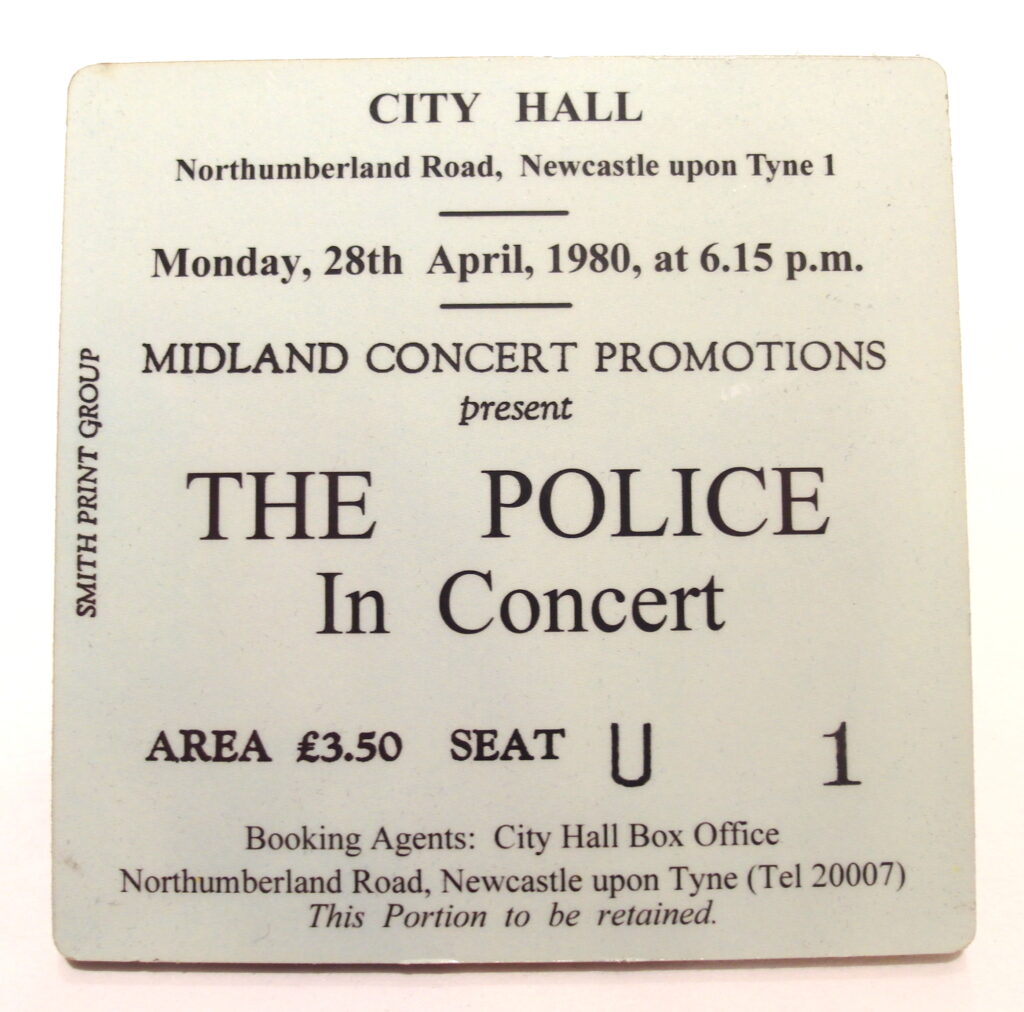 CITY HALL
Northumberland Road, Newcastle upon Tyne 1
Monday, 28th April, 1980, at 6.15 p.m.
SMITH PRINT GROUP
MIDLAND CONCERT PROMOTIONS
present
THE POLICE
In Concert
AREA £3.50 SEAT U 1
Booking Agents: City Hall Box Office
Northumberland Road, Newcastle upon Tyne (Tel 20007)
This Portion to be retained.